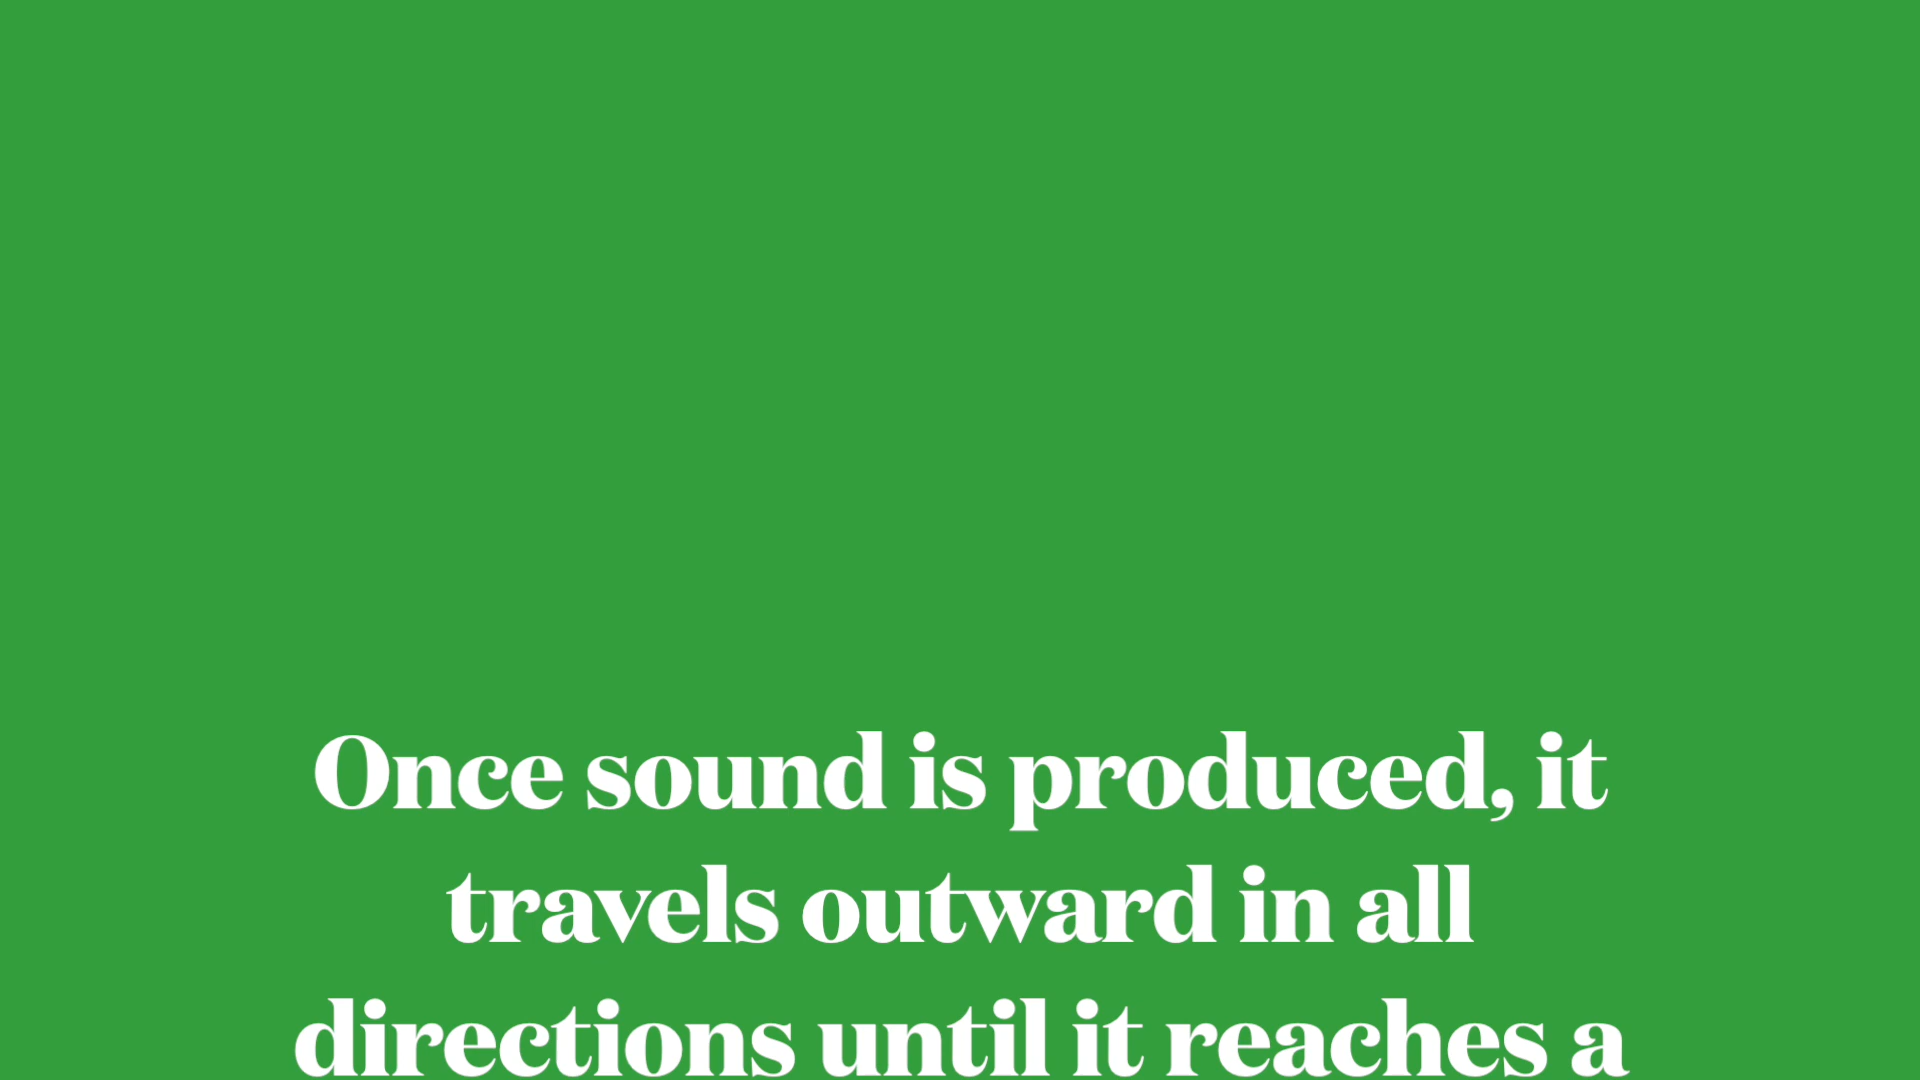 Once sound is produced, it
travels outward in all
directions until it reaches a